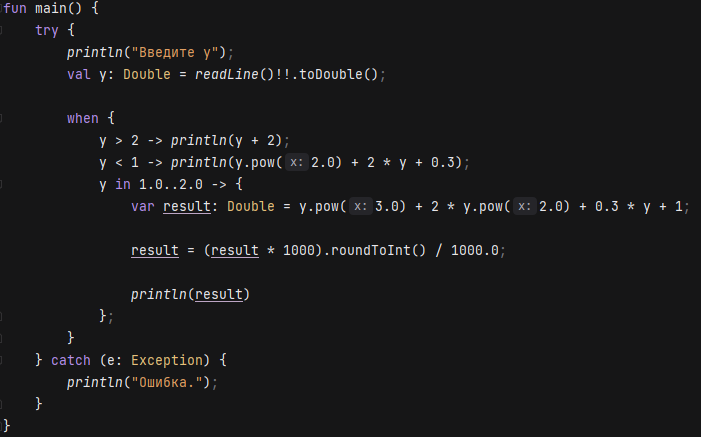 fun main() {
    try {
        println("Введите y");
        val y: Double = readLine()!!.toDouble();

        when {
            y > 2 -> println(y + 2);
            y < 1 -> println(y.pow( x: 2.0) + 2 * y + 0.3);
            y in 1.0..2.0 -> {
                var result: Double = y.pow( x: 3.0) + 2 * y.pow( x: 2.0) + 0.3 * y + 1;

                result = (result * 1000).roundToInt() / 1000.0;

                println(result)
            };
        }
    } catch (e: Exception) {
        println("Ошибка.");
    }
}